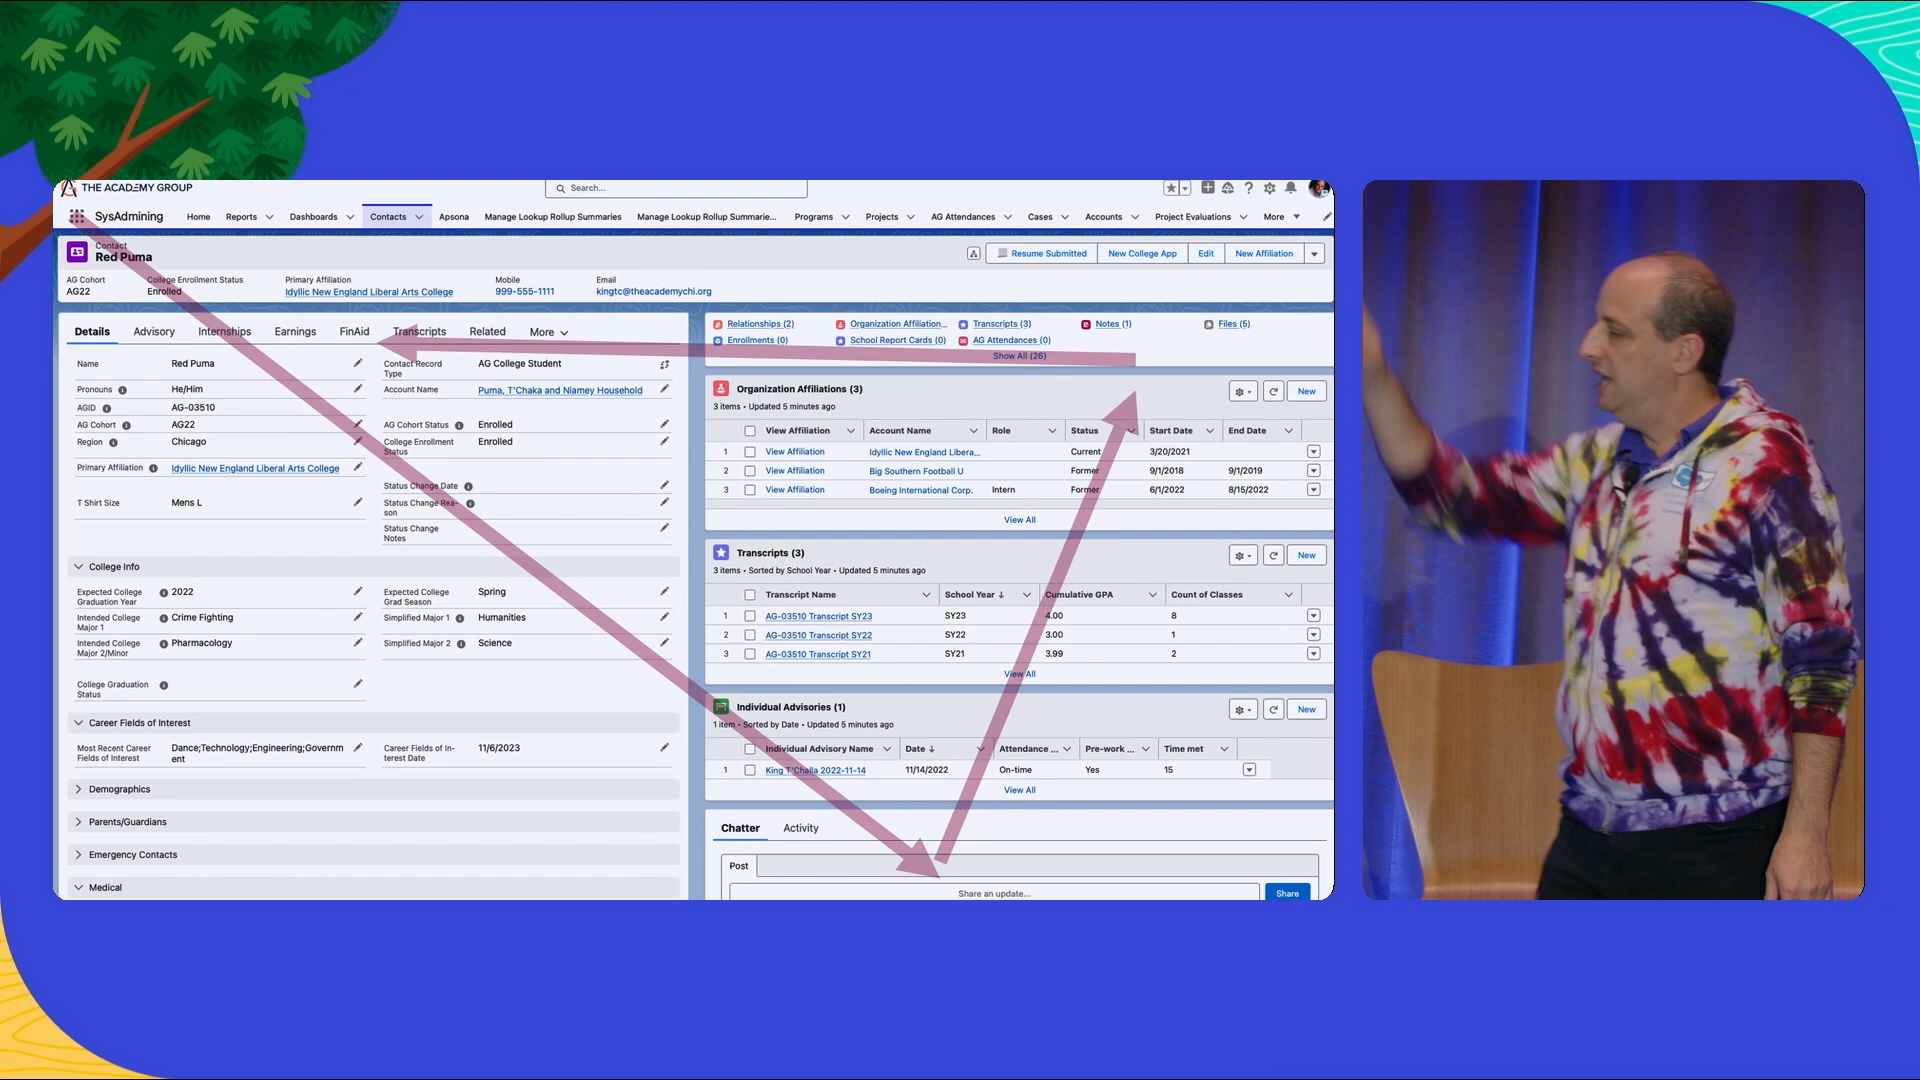 THE ACADEMY GROUP
Search...
SysAdmining
Home
Reports
Dashboards
Contacts
Apsona
Manage Lookup Rollup Summaries
Manage Lookup Rollup Summarie...
Programs
Projects
AG Attendances
Cases
Accounts
Project Evaluations
More
Contact
Red Puma
Resume Submitted
New College App
Edit
New Affiliation
AG Cohort
AG22
College Enrollment Status
Enrolled
Primary Affiliation
Idyllic New England Liberal Arts College
Mobile
999-555-1111
Email
kingtc@theacademychi.org
Details
Advisory
Internships
Earnings
FinAid
Transcripts
Related
More
Name
Red Puma
Contact Record
Type
AG College Student
Pronouns
He/Him
Account Name
Puma, T'Chaka and Niamey Household
AGID
AG-03510
AG Cohort
AG22
AG Cohort Status
Enrolled
Region
Chicago
College Enrollment
Status
Enrolled
Primary Affiliation
Idyllic New England Liberal Arts College
Status Change Date
T Shirt Size
Mens L
Status Change Rea-
son
Status Change
Notes
College Info
Expected College
Graduation Year
2022
Expected College
Grad Season
Spring
Intended College
Major 1
Crime Fighting
Simplified Major 1
Humanities
Intended College
Major 2/Minor
Pharmacology
Simplified Major 2
Science
College Graduation
Status
Career Fields of Interest
Most Recent Career
Fields of Interest
Dance;Technology;Engineering;Governm
ent
Career Fields of In-
terest Date
11/6/2023
Demographics
Parents/Guardians
Emergency Contacts
Medical
Relationships (2)
Organization Affiliation...
Transcripts (3)
Notes (1)
Files (5)
Enrollments (0)
School Report Cards (0)
AG Attendances (0)
Show All (26)
Organization Affiliations (3)
New
3 items • Updated 5 minutes ago
View Affiliation
Account Name
Role
Status
Start Date
End Date
1 View Affiliation Idyllic New England Libera... Current 3/20/2021
2 View Affiliation Big Southern Football U Former 9/1/2018 9/1/2019
3 View Affiliation Boeing International Corp. Intern Former 6/1/2022 8/15/2022
View All
Transcripts (3)
New
3 items • Sorted by School Year • Updated 5 minutes ago
Transcript Name
School Year
Cumulative GPA
Count of Classes
1 AG-03510 Transcript SY23 SY23 4.00 8
2 AG-03510 Transcript SY22 SY22 3.00 1
3 AG-03510 Transcript SY21 SY21 3.99 2
View All
Individual Advisories (1)
New
1 item • Sorted by Date • Updated 5 minutes ago
Individual Advisory Name
Date
Attendance ...
Pre-work ...
Time met
1 King T'Challa 2022-11-14 11/14/2022 On-time Yes 15
View All
Chatter
Activity
Post
Share an update...
Share